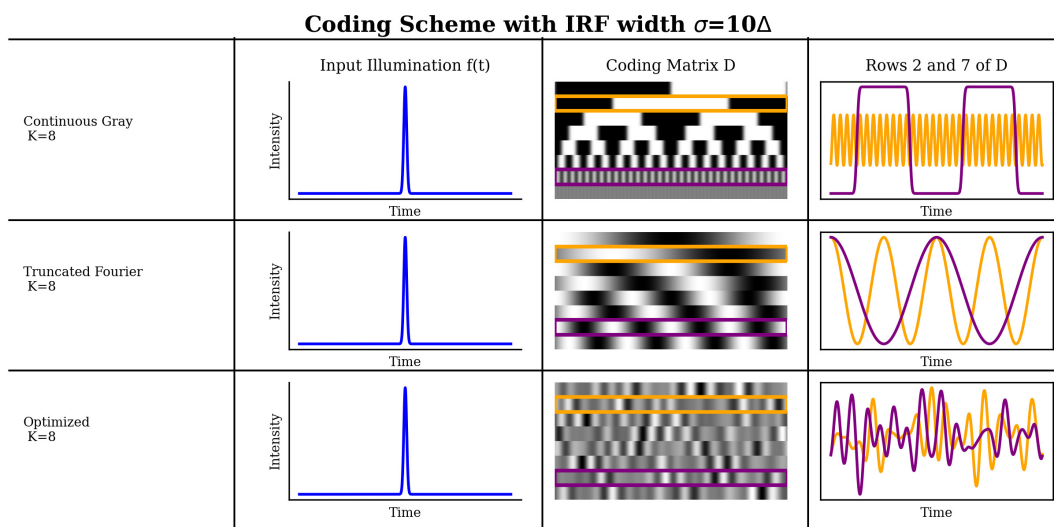 Coding Scheme with IRF width σ=10Δ
Input Illumination f(t)
Coding Matrix D
Rows 2 and 7 of D
Continuous Gray
K=8
Intensity
Time
Time
Truncated Fourier
K=8
Intensity
Time
Time
Optimized
K=8
Intensity
Time
Time